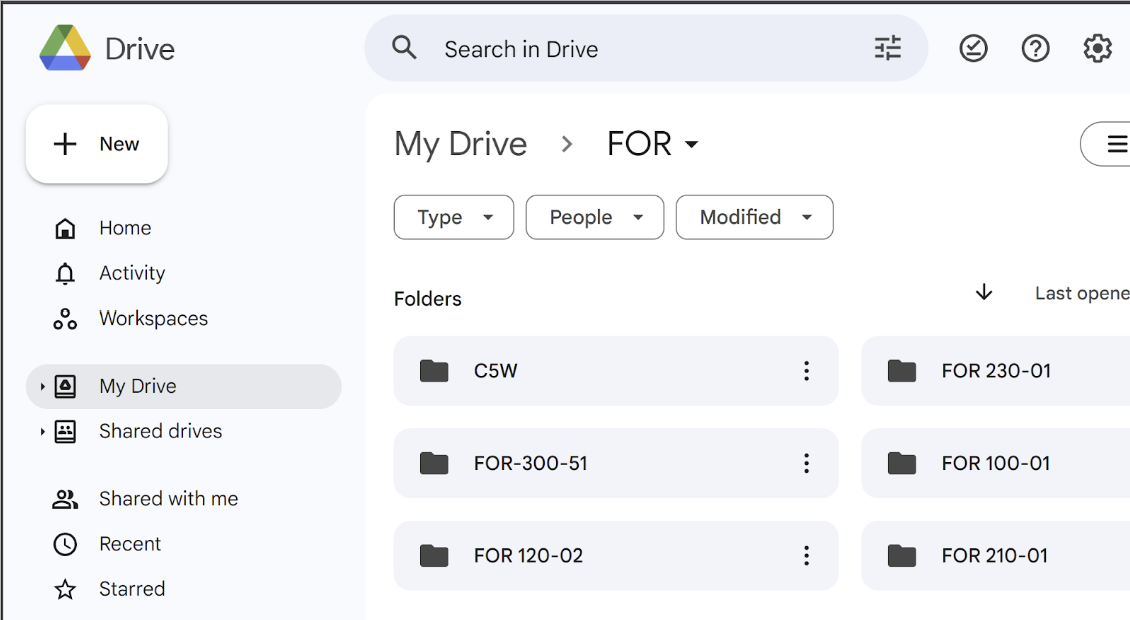 Drive
Search in Drive
New
My Drive > FOR
Type
People
Modified
Home
Activity
Workspaces
My Drive
Shared drives
Shared with me
Recent
Starred
Folders
Last opene
C5W
FOR 230-01
FOR-300-51
FOR 100-01
FOR 120-02
FOR 210-01